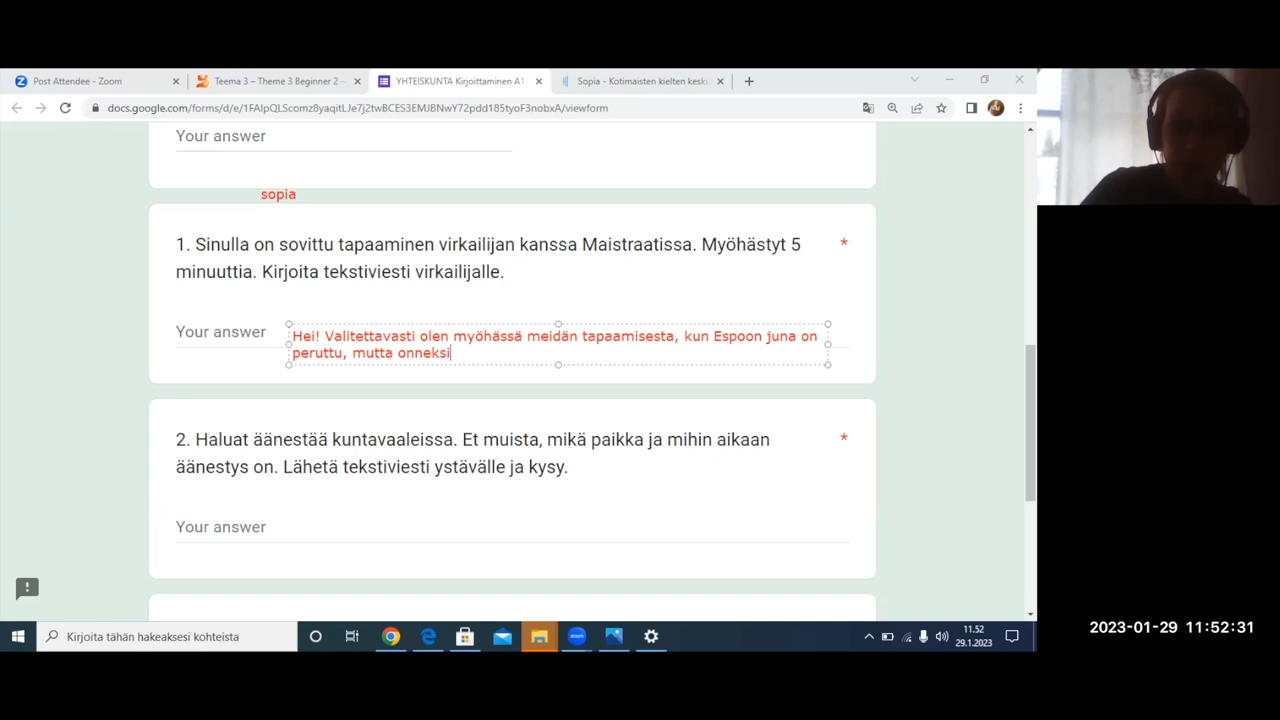 Post Attendee - Zoom
Teema 3 – Theme 3 Beginner 2 –
YHTEISKUNTA Kirjoittaminen A1
Sopia - Kotimaisten kielten kesku
docs.google.com/forms/d/e/1FAIpQLScomz8yaqitLJe7j2twBCES3EMJBNwY72pdd185tyoF3nobxA/viewform
Your answer
sopia
1. Sinulla on sovittu tapaaminen virkailijan kanssa Maistraatissa. Myöhästyt 5 *
minuuttia. Kirjoita tekstiviesti virkailijalle.
Your answer
Hei! Valitettavasti olen myöhässä meidän tapaamisesta, kun Espoon juna on
peruttu, mutta onneksi
2. Haluat äänestää kuntavaaleissa. Et muista, mikä paikka ja mihin aikaan *
äänestys on. Lähetä tekstiviesti ystävälle ja kysy.
Your answer
Kirjoita tähän hakeaksesi kohteista
zoom
11.52
29.1.2023
2023-01-29 11:52:31